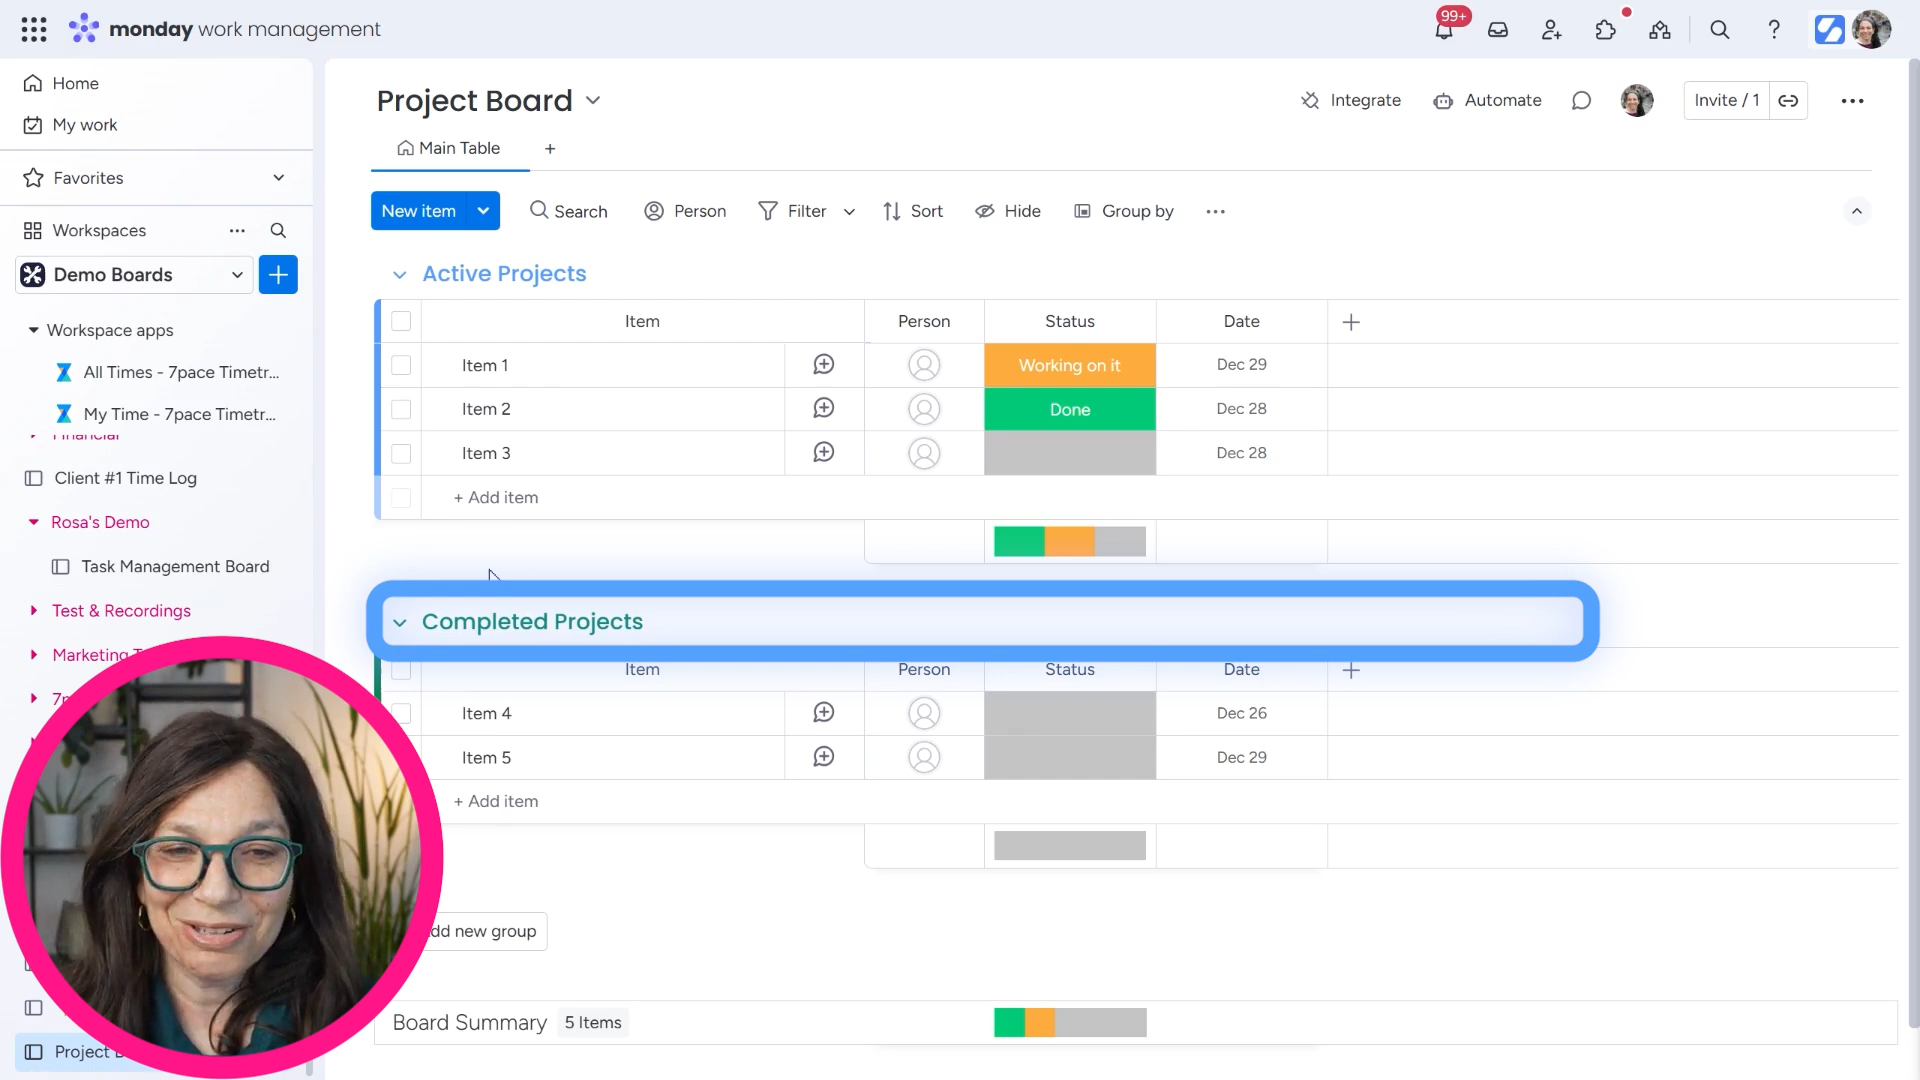 monday work management
99+
Home
My work
Favorites
Workspaces
Demo Boards
Workspace apps
All Times - 7pace Timetr...
My Time - 7pace Timetr...
Financial
Client #1 Time Log
Rosa's Demo
Task Management Board
Test & Recordings
Marketing T
Project B
Project Board
Integrate
Automate
Invite / 1
Main Table
+
New item
Search
Person
Filter
Sort
Hide
Group by
Active Projects
Item Person Status Date +
Item 1 Working on it Dec 29
Item 2 Done Dec 28
Item 3 Dec 28
+ Add item
Completed Projects
Item Person Status Date +
Item 4 Dec 26
Item 5 Dec 29
+ Add item
dd new group
Board Summary 5 Items